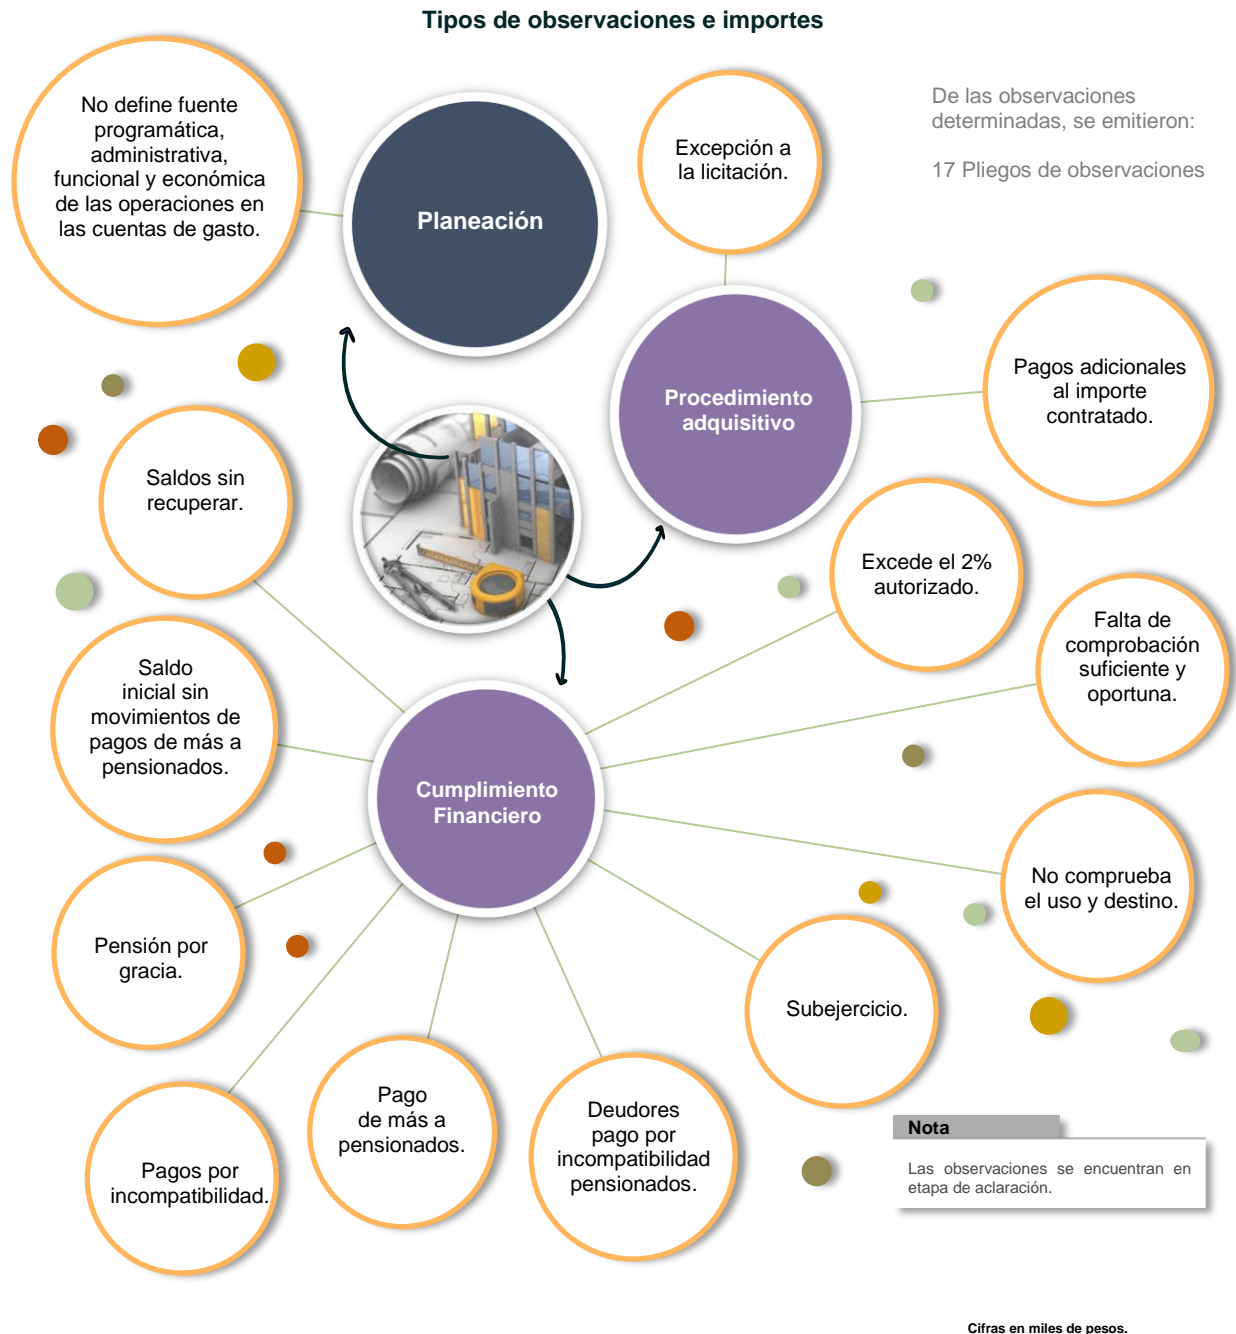 Tipos de observaciones e importes
No define fuente
programática,
administrativa,
funcional y económica
de las operaciones en
las cuentas de gasto.
Planeación
Excepción a
la licitación.
De las observaciones
determinadas, se emitieron:
17 Pliegos de observaciones
Procedimiento
adquisitivo
Pagos adicionales
al importe
contratado.
Saldos sin
recuperar.
Excede el 2%
autorizado.
Falta de
comprobación
suficiente y
oportuna.
Saldo
inicial sin
movimientos de
pagos de más a
pensionados.
Cumplimiento
Financiero
No comprueba
el uso y destino.
Pensión por
gracia.
Subejercicio.
Pago
de más a
pensionados.
Deudores
pago por
incompatibilidad
pensionados.
Pagos por
incompatibilidad.
Nota
Las observaciones se encuentran en
etapa de aclaración.
Cifras en miles de pesos.